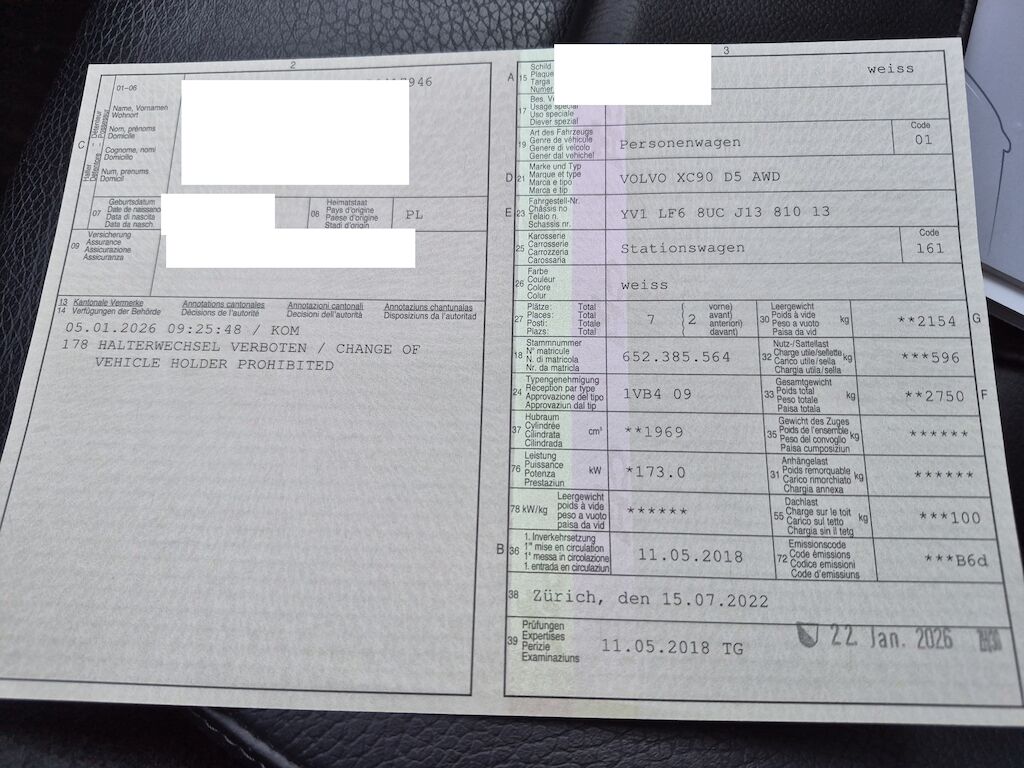 2
946
01-06
Name, Vornamen
Wohnort
Nom, prénoms
Domicile
Cognome, nomi
Domicilio
Num, prenums
Domicil
C
Halter
Détenteur
07
Geburtsdatum
Date de naissance
Data di nascita
Data da nasch.
08
Heimatstaat
Pays d'origine
Paese d'origine
Stadi d'origin
PL
09
Versicherung
Assurance
Assicurazione
Assicuranza
13 Kantonale Vermerke
14 Verfügungen der Behörde
Annotations cantonales
Décisions de l'autorité
Annotazioni cantonali
Decisioni dell'autorità
Annotaziuns chantunalas
Disposiziuns da l'autoritad
05.01.2026 09:25:48 / KOM
178 HALTERWECHSEL VERBOTEN / CHANGE OF
VEHICLE HOLDER PROHIBITED
3
A 15
Schild
Plaque
Targa
Numer
weiss
17
Bes. Ve
Usage spécial
Uso speciale
Diever spezial
19
Art des Fahrzeugs
Genre de véhicule
Genere di veicolo
Gener dal vehichel
Personenwagen
Code
01
D 21
Marke und Typ
Marque et type
Marca e tipo
Marca e tip
VOLVO XC90 D5 AWD
E 23
Fahrgestell-Nr.
Châssis no
Telaio n.
Schassis nr.
YV1 LF6 8UC J13 810 13
25
Karosserie
Carrosserie
Carrozzeria
Carossaria
Stationswagen
Code
161
26
Farbe
Couleur
Colore
Colur
weiss
27
Plätze: Total
Places: Total
Posti: Totale
Plazs: Total
7
( 2
vorne)
avant)
anteriori)
davant)
30
Leergewicht
Poids à vide
Peso a vuoto
Paisa da vid
kg
**2154
G
18
Stammnummer
N° matricule
N. di matricola
Nr. da matricla
652.385.564
32
Nutz-/Sattellast
Charge utile/sellette
Carico utile/sella
Chargia utila/sella
kg
***596
24
Typengenehmigung
Réception par type
Approvazione del tipo
Approvaziun dal tip
1VB4 09
33
Gesamtgewicht
Poids total
Peso totale
Paisa totala
kg
**2750
F
37
Hubraum
Cylindrée
Cilindrata
Cilindrada
cm³
**1969
35
Gewicht des Zuges
Poids de l'ensemble
Peso del convoglio
Paisa cumposiziun
kg
******
76
Leistung
Puissance
Potenza
Prestaziun
kW
*173.0
31
Anhängelast
Poids remorquable
Carico rimorchiato
Chargia annexa
kg
******
78 kW/kg
Leergewicht
poids à vide
peso a vuoto
paisa da vid
******
55
Dachlast
Charge sur le toit
Carico sul tetto
Chargia sin il tetg
kg
***100
B 36
1. Inverkehrsetzung
1re mise en circulation
1a messa in circolazione
1. entrada en circulaziun
11.05.2018
72
Emissionscode
Code émissions
Codice emissioni
Code d'emissiuns
***B6d
38
Zürich, den 15.07.2022
39
Prüfungen
Expertises
Perizie
Examinaziuns
11.05.2018 TG
22. Jan. 2026